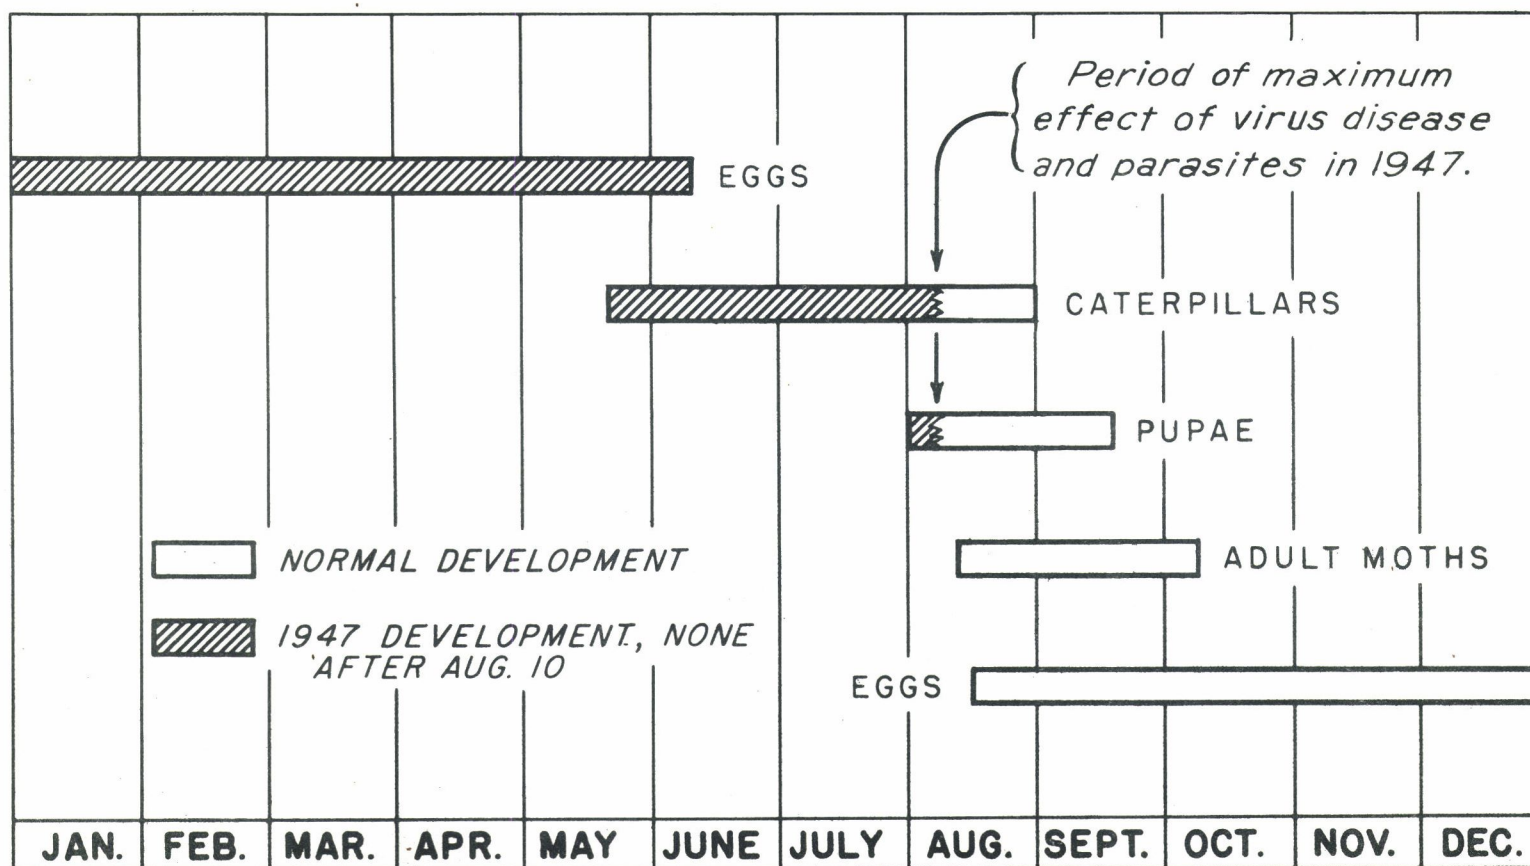 Period of maximum
effect of virus disease
and parasites in 1947.
EGGS
CATERPILLARS
PUPAE
NORMAL DEVELOPMENT
ADULT MOTHS
1947 DEVELOPMENT, NONE
AFTER AUG. 10
EGGS
JAN. FEB. MAR. APR. MAY JUNE JULY AUG. SEPT. OCT. NOV. DEC.